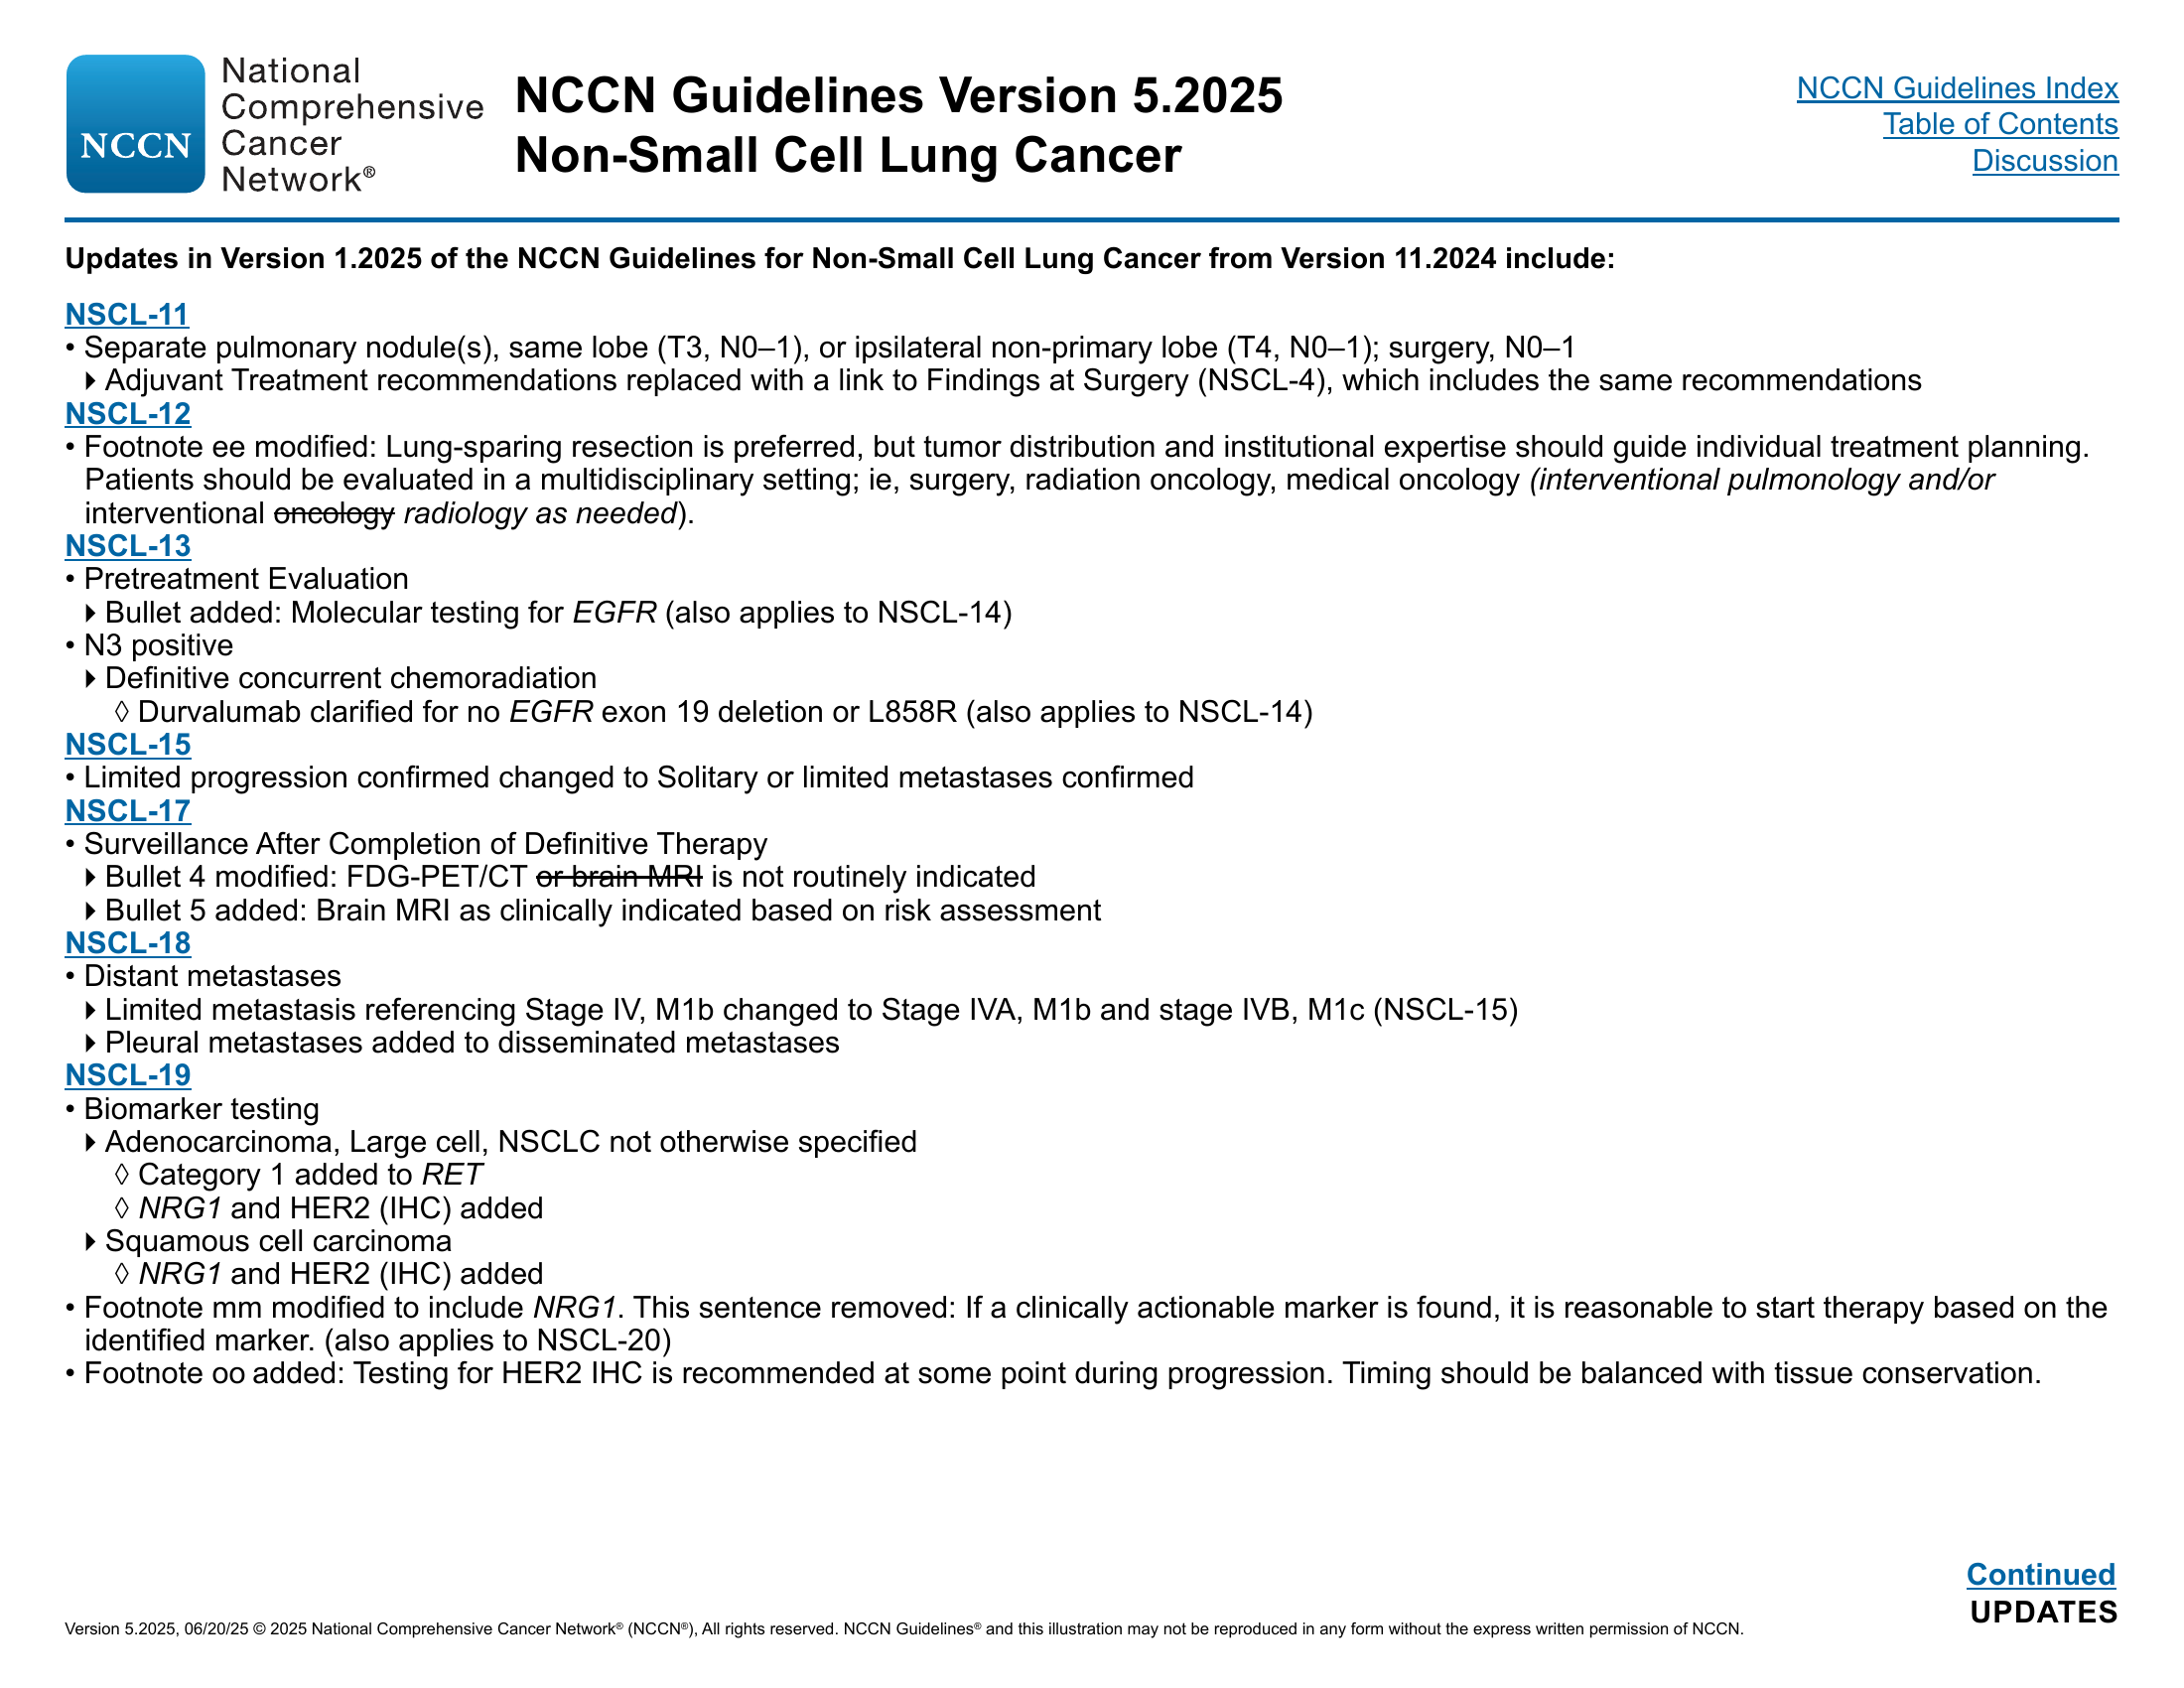 National
Comprehensive
NCCN Cancer
Network®
NCCN Guidelines Version 5.2025
Non-Small Cell Lung Cancer
NCCN Guidelines Index
Table of Contents
Discussion
Updates in Version 1.2025 of the NCCN Guidelines for Non-Small Cell Lung Cancer from Version 11.2024 include:
NSCL-11
• Separate pulmonary nodule(s), same lobe (T3, N0–1), or ipsilateral non-primary lobe (T4, N0–1); surgery, N0–1
Adjuvant Treatment recommendations replaced with a link to Findings at Surgery (NSCL-4), which includes the same recommendations
NSCL-12
• Footnote ee modified: Lung-sparing resection is preferred, but tumor distribution and institutional expertise should guide individual treatment planning.
Patients should be evaluated in a multidisciplinary setting; ie, surgery, radiation oncology, medical oncology (interventional pulmonology and/or
interventional oncology radiology as needed).
NSCL-13
• Pretreatment Evaluation
Bullet added: Molecular testing for EGFR (also applies to NSCL-14)
• N3 positive
Definitive concurrent chemoradiation
◊ Durvalumab clarified for no EGFR exon 19 deletion or L858R (also applies to NSCL-14)
NSCL-15
• Limited progression confirmed changed to Solitary or limited metastases confirmed
NSCL-17
• Surveillance After Completion of Definitive Therapy
Bullet 4 modified: FDG-PET/CT or brain MRI is not routinely indicated
Bullet 5 added: Brain MRI as clinically indicated based on risk assessment
NSCL-18
• Distant metastases
Limited metastasis referencing Stage IV, M1b changed to Stage IVA, M1b and stage IVB, M1c (NSCL-15)
Pleural metastases added to disseminated metastases
NSCL-19
• Biomarker testing
Adenocarcinoma, Large cell, NSCLC not otherwise specified
◊ Category 1 added to RET
◊ NRG1 and HER2 (IHC) added
Squamous cell carcinoma
◊ NRG1 and HER2 (IHC) added
• Footnote mm modified to include NRG1. This sentence removed: If a clinically actionable marker is found, it is reasonable to start therapy based on the
identified marker. (also applies to NSCL-20)
• Footnote oo added: Testing for HER2 IHC is recommended at some point during progression. Timing should be balanced with tissue conservation.
Continued
UPDATES
Version 5.2025, 06/20/25 © 2025 National Comprehensive Cancer Network® (NCCN®), All rights reserved. NCCN Guidelines® and this illustration may not be reproduced in any form without the express written permission of NCCN.